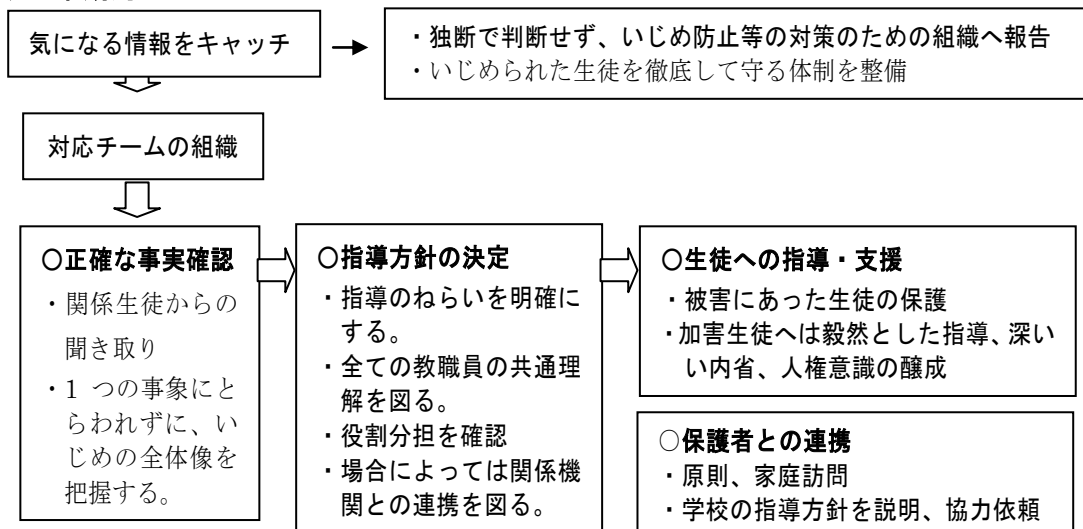 気になる情報をキャッチ
・独断で判断せず、いじめ防止等の対策のための組織へ報告
・いじめられた生徒を徹底して守る体制を整備
対応チームの組織
○正確な事実確認
・関係生徒からの
聞き取り
・1 つの事象にと
らわれずに、い
じめの全体像を
把握する。
○指導方針の決定
・指導のねらいを明確に
する。
・全ての教職員の共通理
解を図る。
・役割分担を確認
・場合によっては関係機
関との連携を図る。
○生徒への指導・支援
・被害にあった生徒の保護
・加害生徒へは毅然とした指導、深い
い内省、人権意識の醸成
○保護者との連携
・原則、家庭訪問
・学校の指導方針を説明、協力依頼